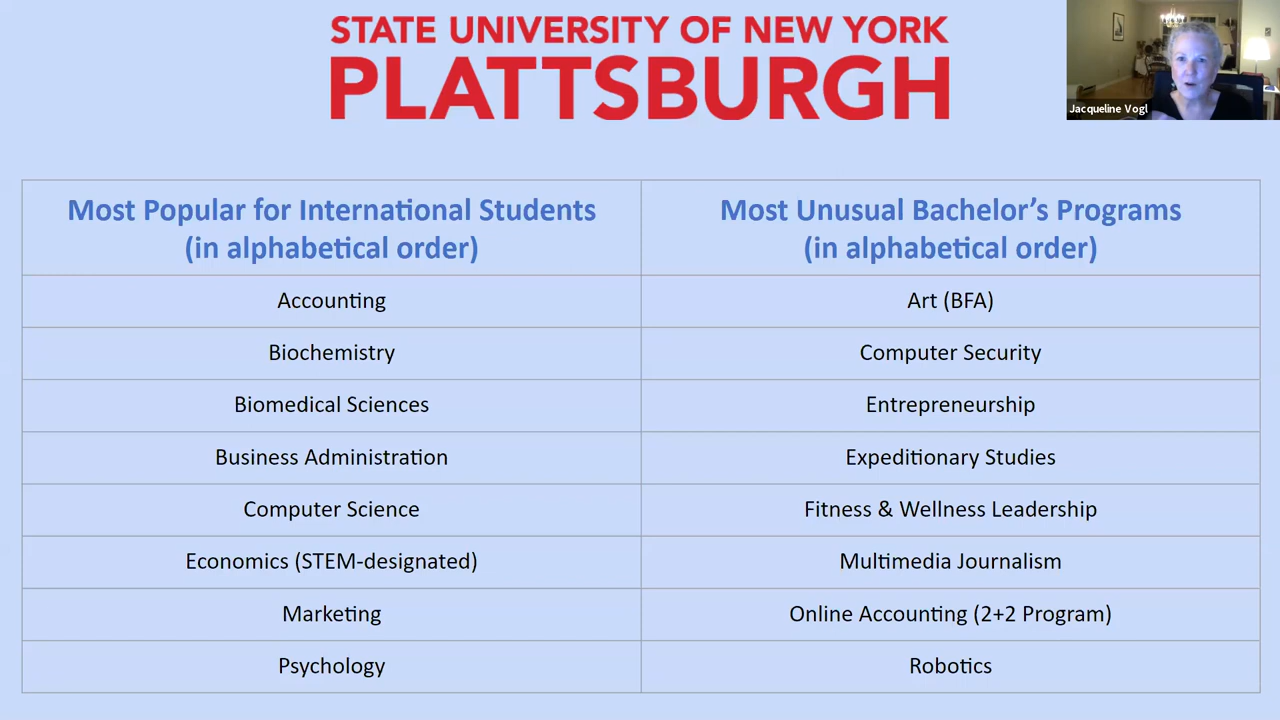 STATE UNIVERSITY OF NEW YORK
PLATTSBURGH
Jacqueline Vogl
Most Popular for International Students
(in alphabetical order)
Most Unusual Bachelor’s Programs
(in alphabetical order)
Accounting
Art (BFA)
Biochemistry
Computer Security
Biomedical Sciences
Entrepreneurship
Business Administration
Expeditionary Studies
Computer Science
Fitness & Wellness Leadership
Economics (STEM-designated)
Multimedia Journalism
Marketing
Online Accounting (2+2 Program)
Psychology
Robotics